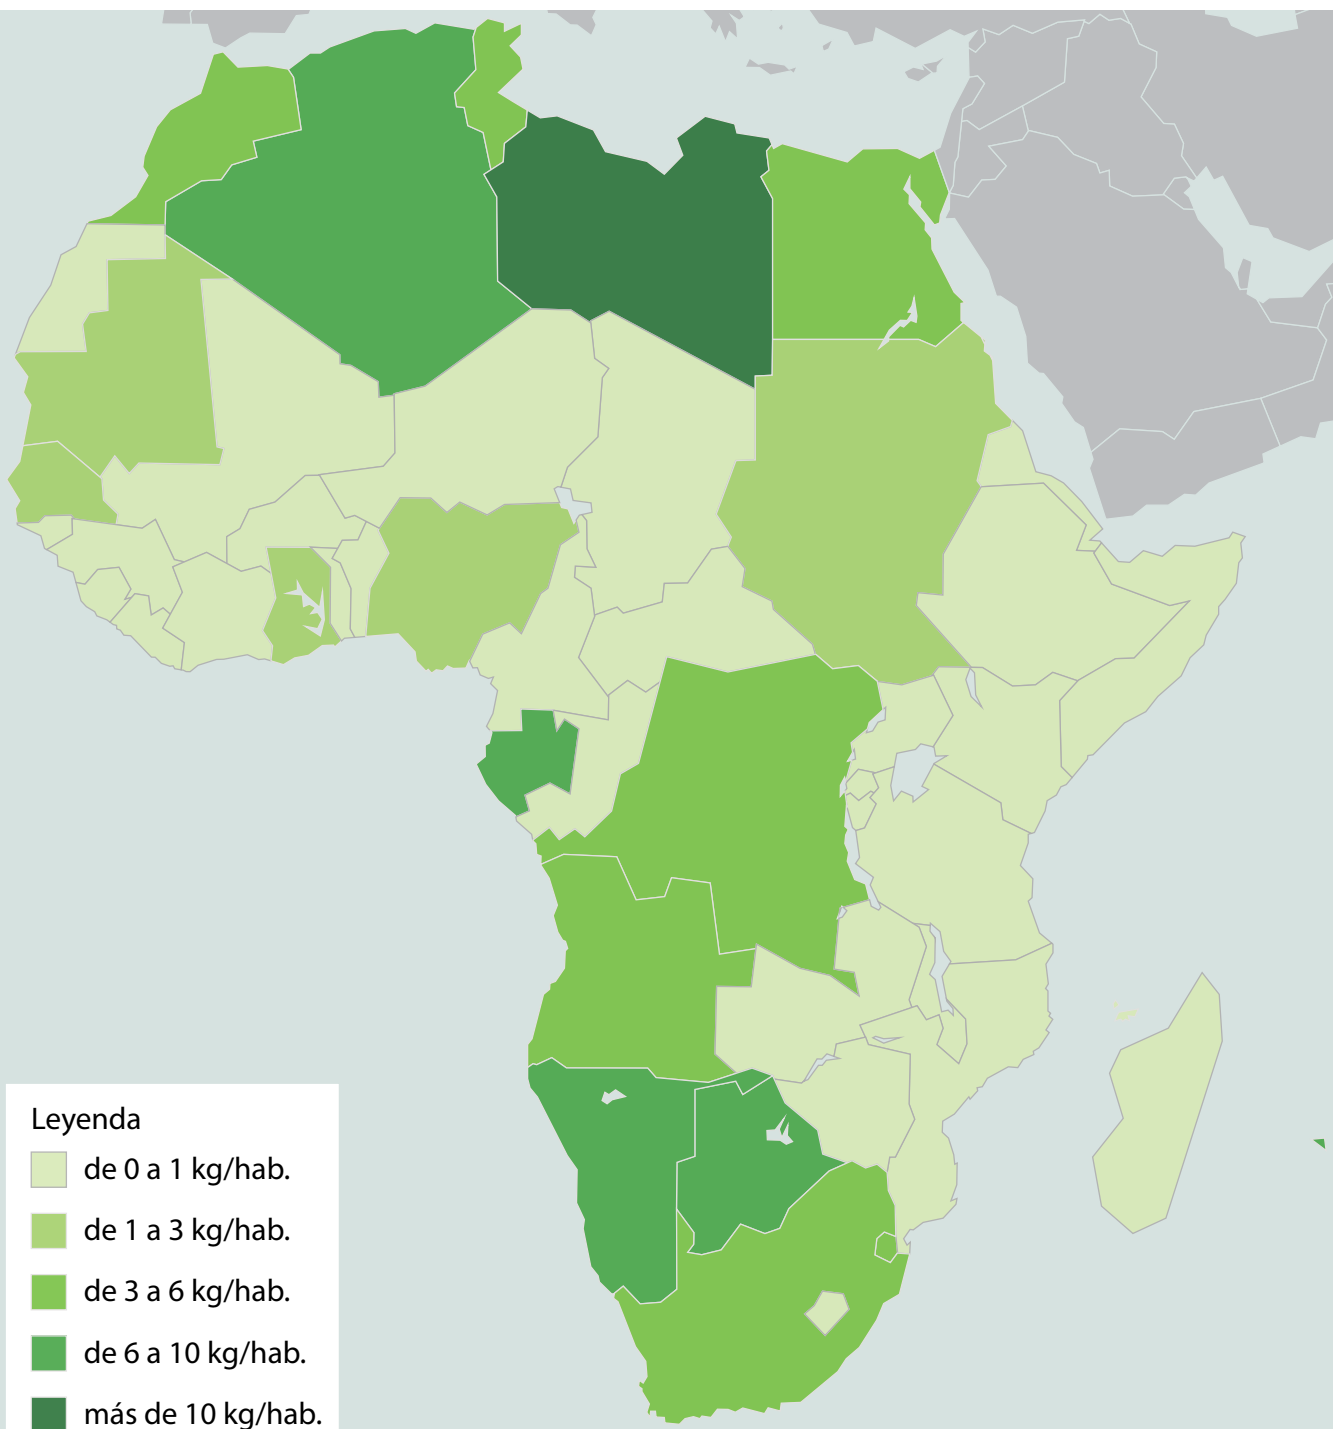 Leyenda
de 0 a 1 kg/hab.
de 1 a 3 kg/hab.
de 3 a 6 kg/hab.
de 6 a 10 kg/hab.
más de 10 kg/hab.